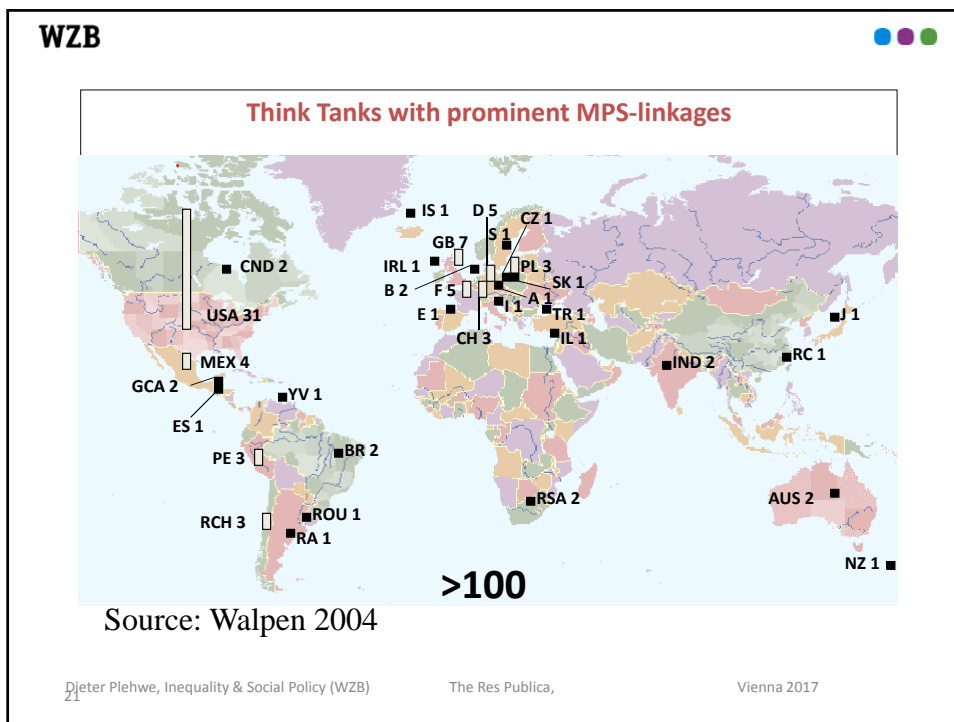 WZB
Think Tanks with prominent MPS-linkages
IS 1
D 5
CZ 1
S 1
GB 7
IRL 1
PL 3
CND 2
B 2
F 5
SK 1
A 1
USA 31
E 1
I 1
TR 1
J 1
CH 3
IL 1
MEX 4
IND 2
RC 1
GCA 2
YV 1
ES 1
PE 3
BR 2
RSA 2
AUS 2
RCH 3
ROU 1
RA 1
NZ 1
>100
Source: Walpen 2004
Dieter Plehwe, Inequality & Social Policy (WZB) The Res Publica, Vienna 2017
21